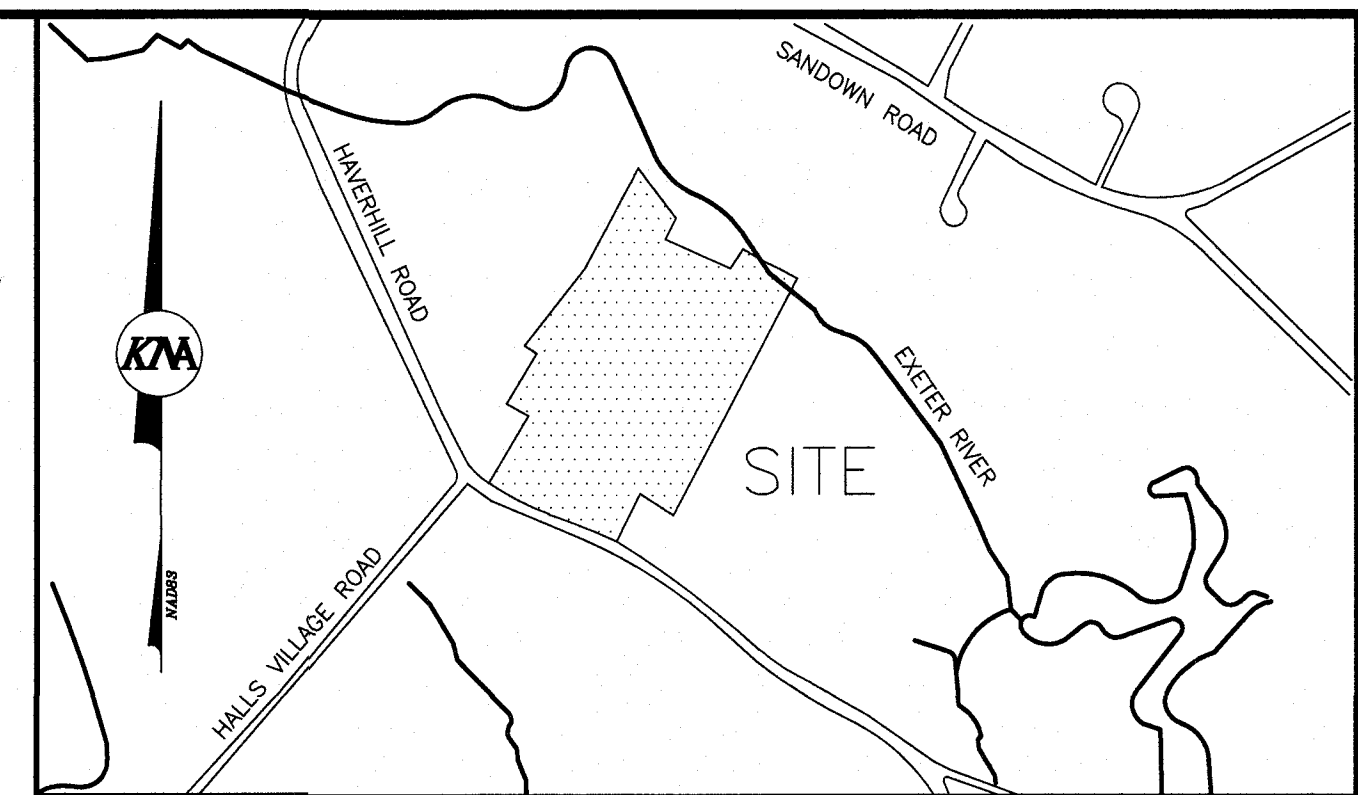 SANDOWN ROAD
HAVERHILL ROAD
KNA
EXETER RIVER
SITE
NAD83
HALLS VILLAGE ROAD